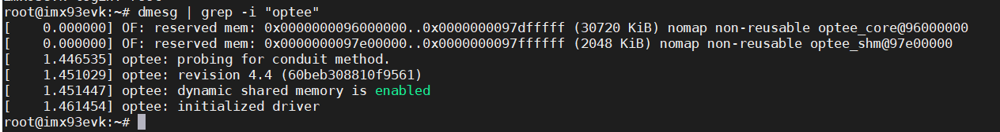 root@imx93evk:~# dmesg | grep -i "optee"
[    0.000000] OF: reserved mem: 0x0000000096000000..0x0000000097dfffff (30720 KiB) nomap non-reusable optee_core@96000000
[    0.000000] OF: reserved mem: 0x0000000097e00000..0x0000000097ffffff (2048 KiB) nomap non-reusable optee_shm@97e00000
[    1.446535] optee: probing for conduit method.
[    1.451029] optee: revision 4.4 (60beb308810f9561)
[    1.451447] optee: dynamic shared memory is enabled
[    1.461454] optee: initialized driver
root@imx93evk:~#